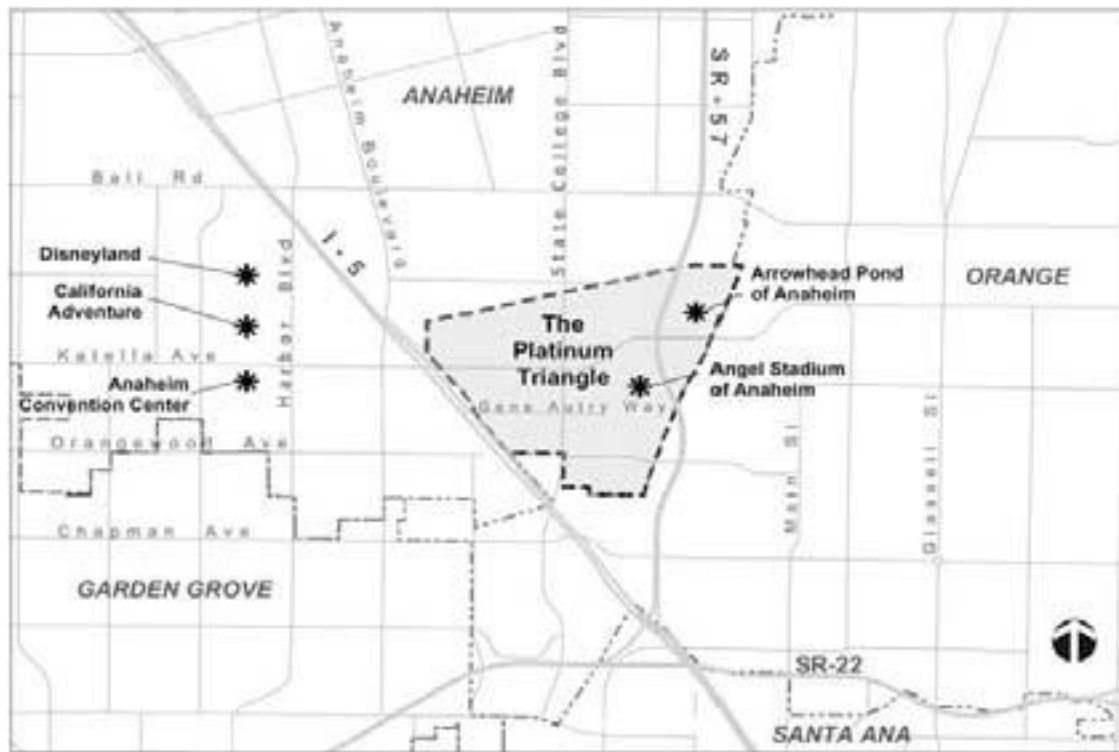 ANAHEIM
Anaheim Boulevard
State College Blvd
SR-57
Ball Rd
I-5
Disneyland
California
Adventure
Harbor Blvd
Katella Ave
Anaheim
Convention Center
Orangewood Ave
Chapman Ave
The
Platinum
Triangle
Gene Autry Way
Arrowhead Pond
of Anaheim
Angel Stadium
of Anaheim
ORANGE
Main St
Glassell St
GARDEN GROVE
SR-22
SANTA ANA